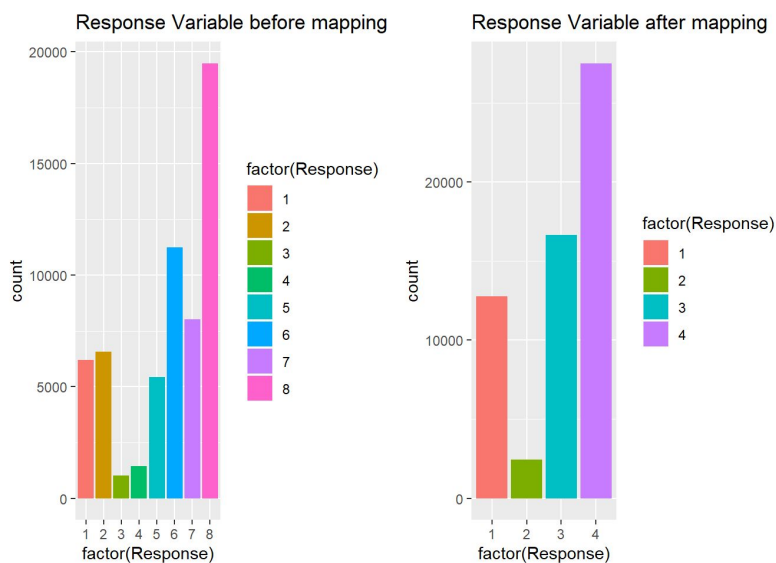 Response Variable before mapping
20000
15000
10000
5000
0
count
1 2 3 4 5 6 7 8
factor(Response)
factor(Response)
1
2
3
4
5
6
7
8
Response Variable after mapping
20000
10000
0
count
1 2 3 4
factor(Response)
factor(Response)
1
2
3
4